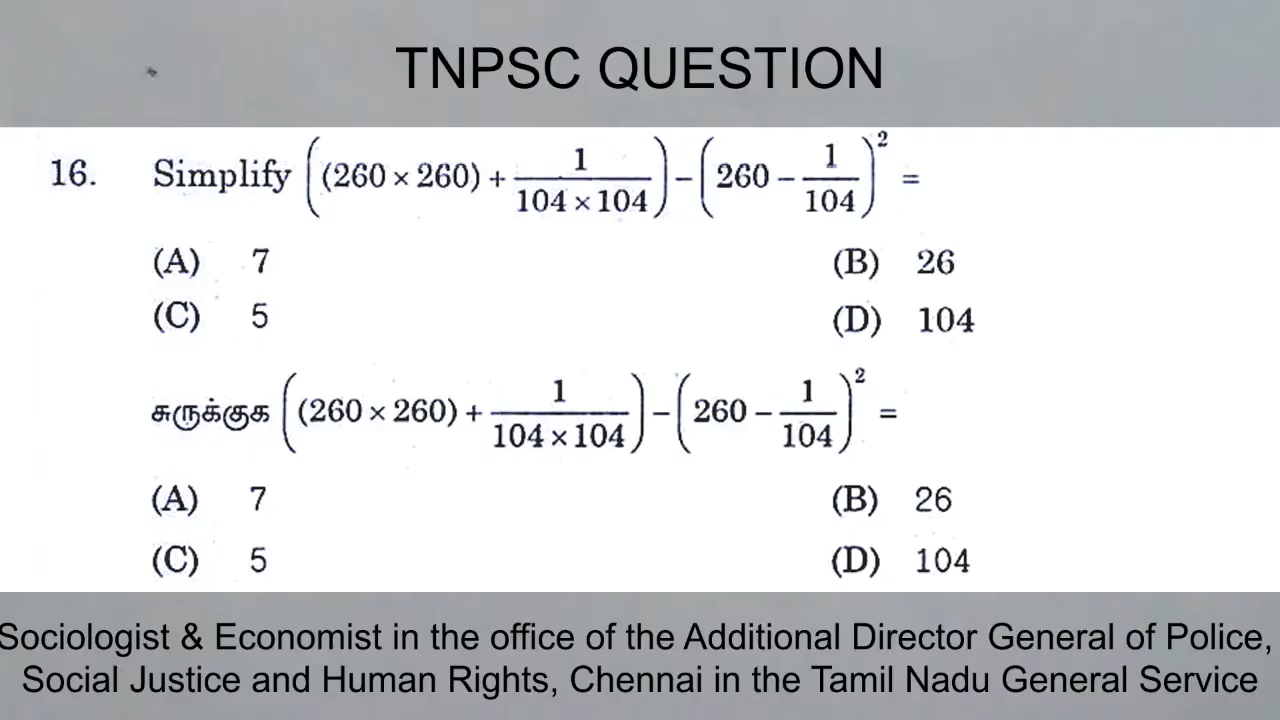 TNPSC QUESTION
16. Simplify ((260 × 260) + 1/(104 × 104)) − (260 − 1/104)² =
(A) 7 (B) 26
(C) 5 (D) 104
சுருக்குக ((260 × 260) + 1/(104 × 104)) − (260 − 1/104)² =
(A) 7 (B) 26
(C) 5 (D) 104
Sociologist & Economist in the office of the Additional Director General of Police,
Social Justice and Human Rights, Chennai in the Tamil Nadu General Service